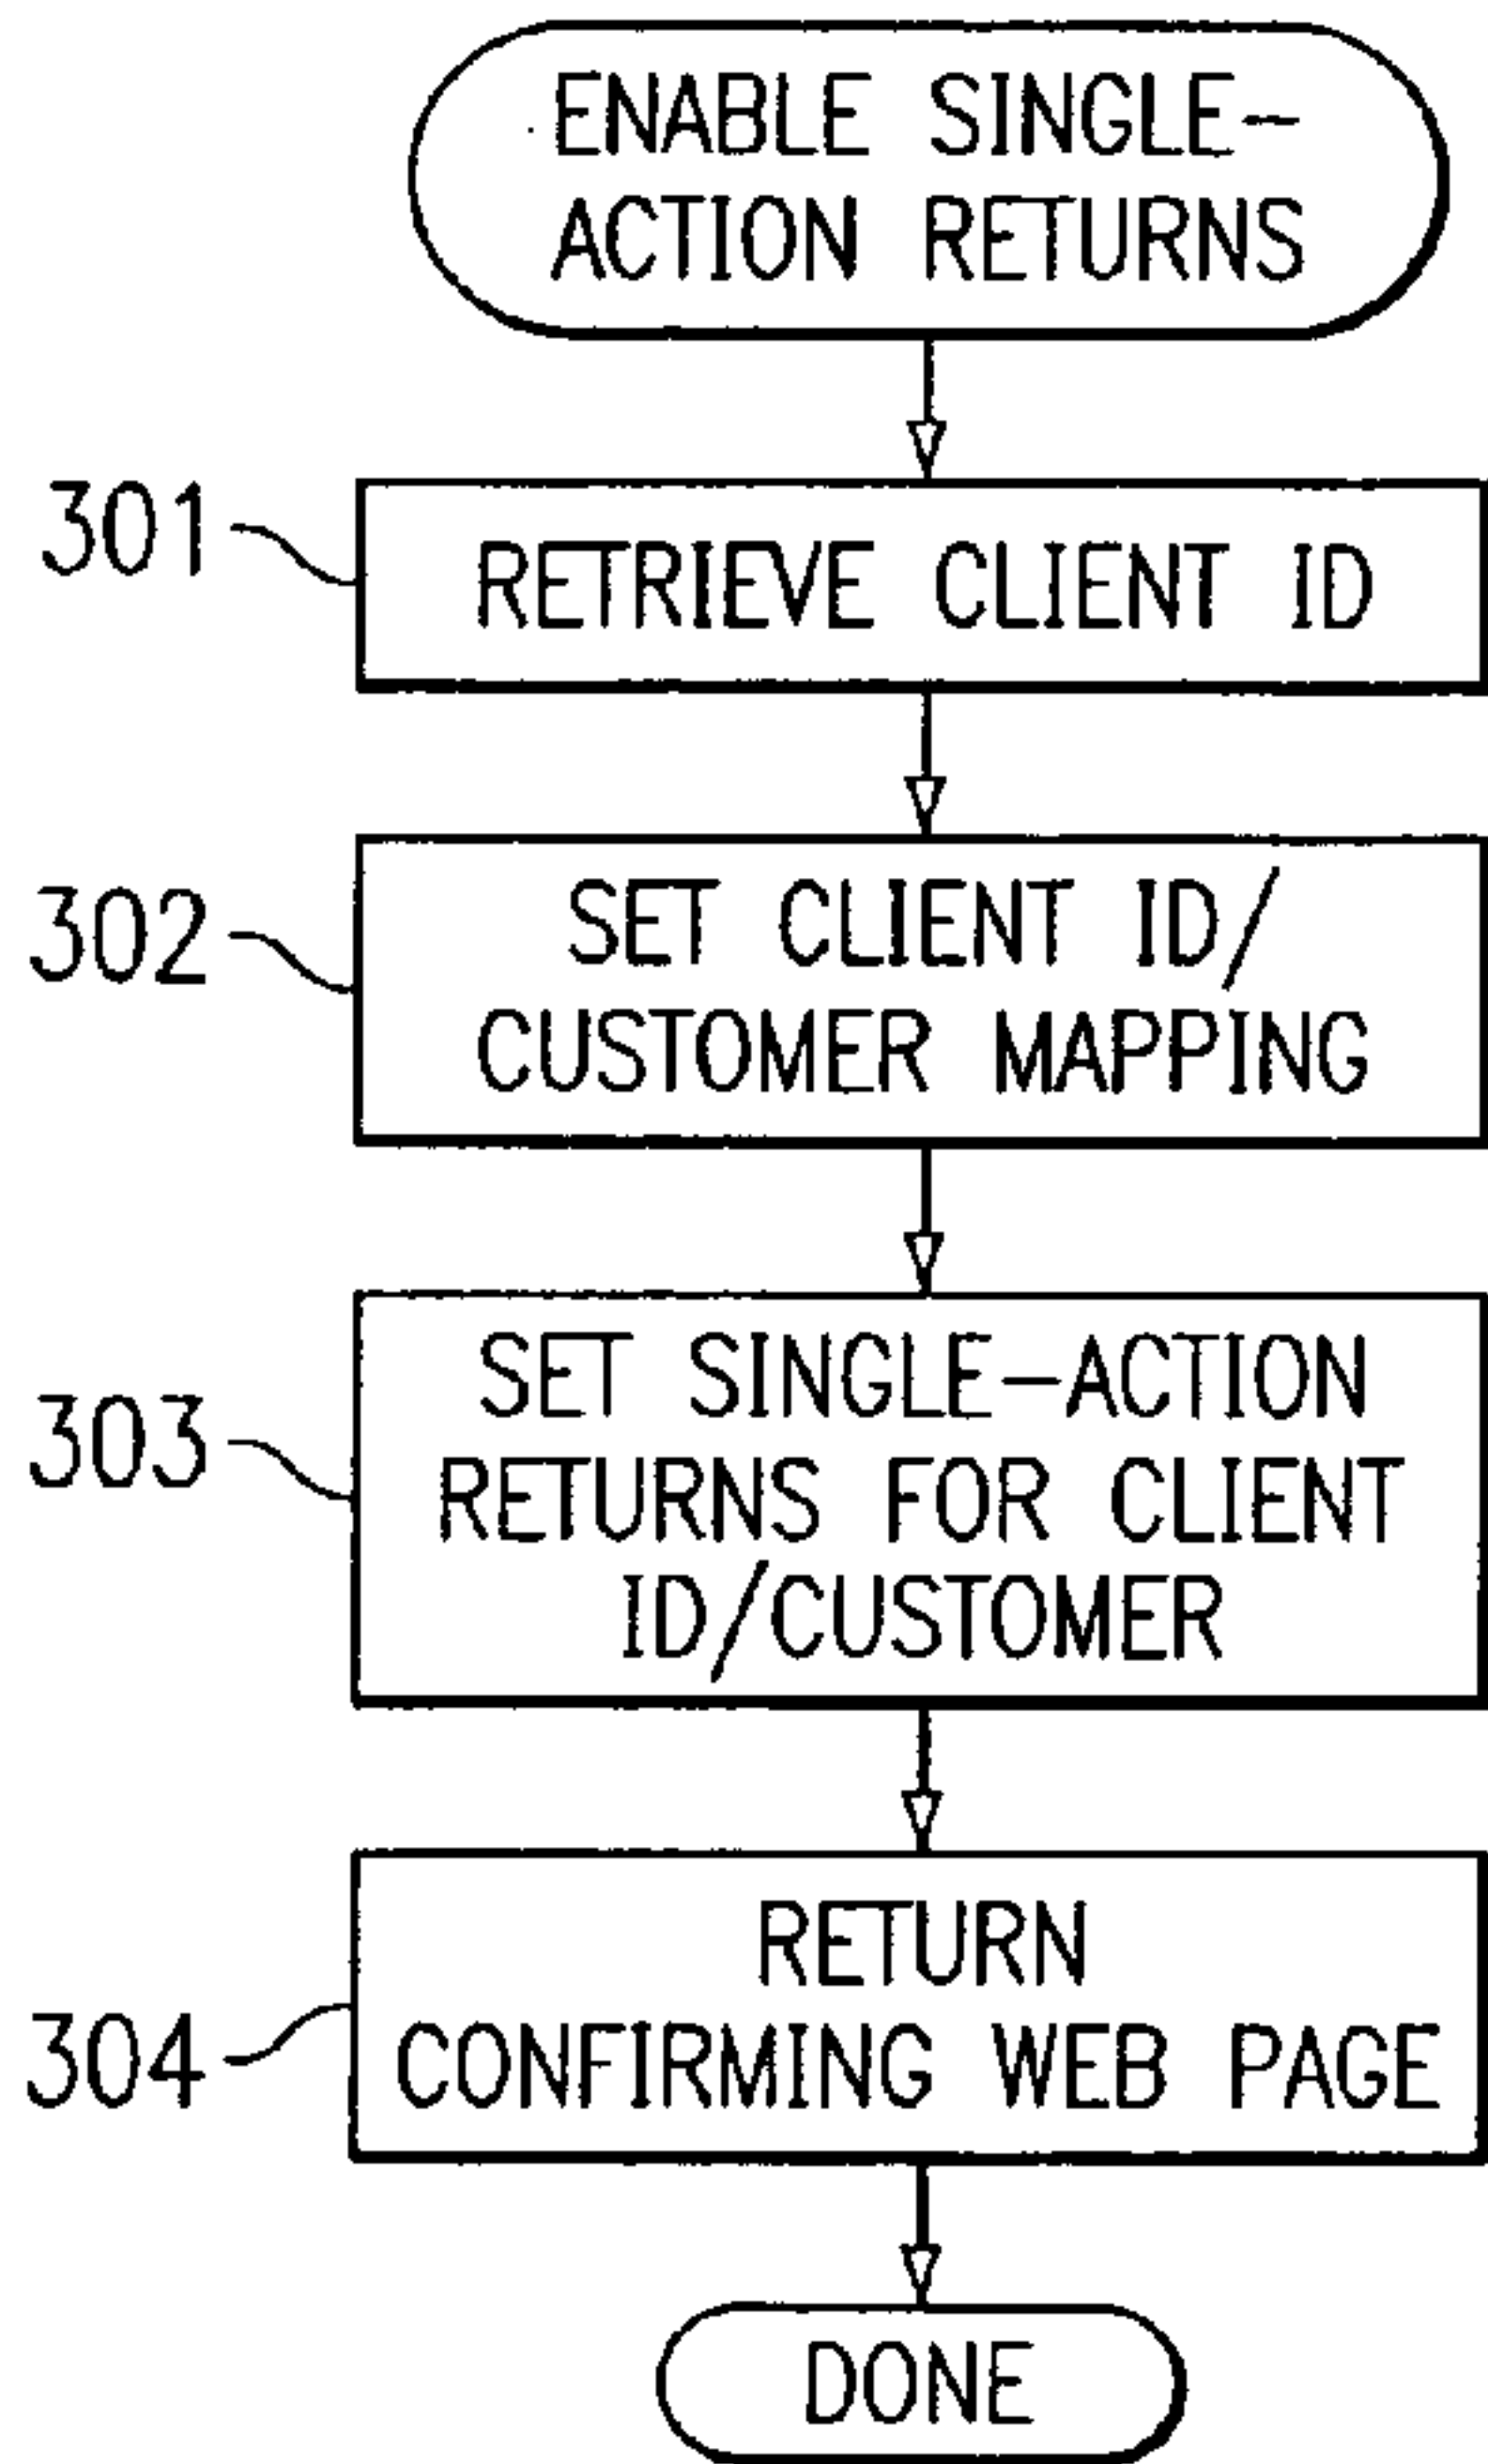 ENABLE SINGLE-
ACTION RETURNS
301
RETRIEVE CLIENT ID
302
SET CLIENT ID/
CUSTOMER MAPPING
303
SET SINGLE-ACTION
RETURNS FOR CLIENT
ID/CUSTOMER
304
RETURN
CONFIRMING WEB PAGE
DONE